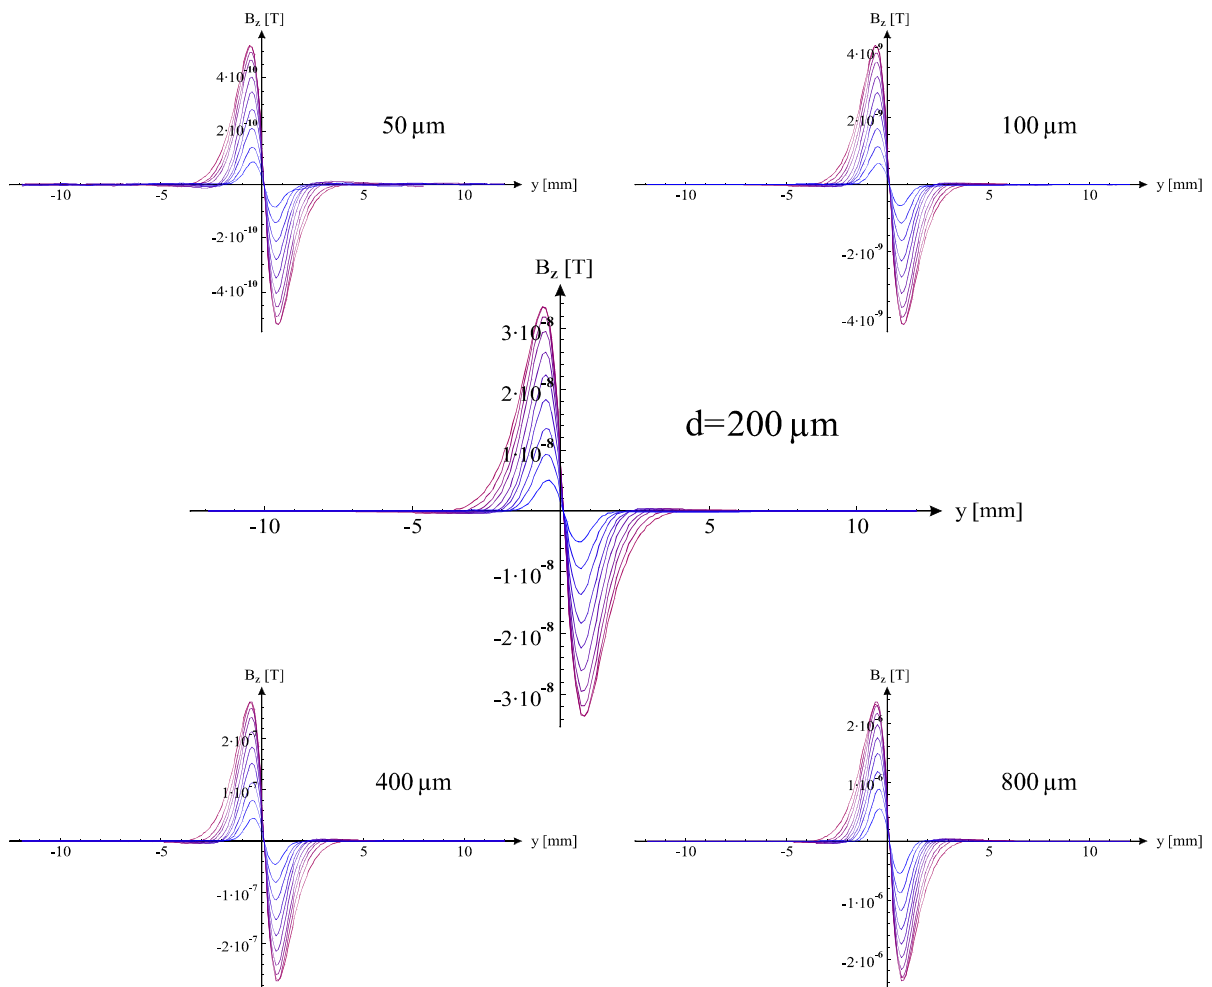 B_z [T]
4·10^-10
2·10^-10
50 µm
-10 -5 5 10 y [mm]
-2·10^-10
-4·10^-10
B_z [T]
4·10^-9
2·10^-9
100 µm
-10 -5 5 10 y [mm]
-2·10^-9
-4·10^-9
B_z [T]
3·10^-8
2·10^-8
d=200 µm
1·10^-8
-10 -5 5 10 y [mm]
-1·10^-8
-2·10^-8
-3·10^-8
B_z [T]
2·10^-7
1·10^-7
400 µm
-10 -5 5 10 y [mm]
-1·10^-7
-2·10^-7
B_z [T]
2·10^-6
1·10^-6
800 µm
-10 -5 5 10 y [mm]
-1·10^-6
-2·10^-6